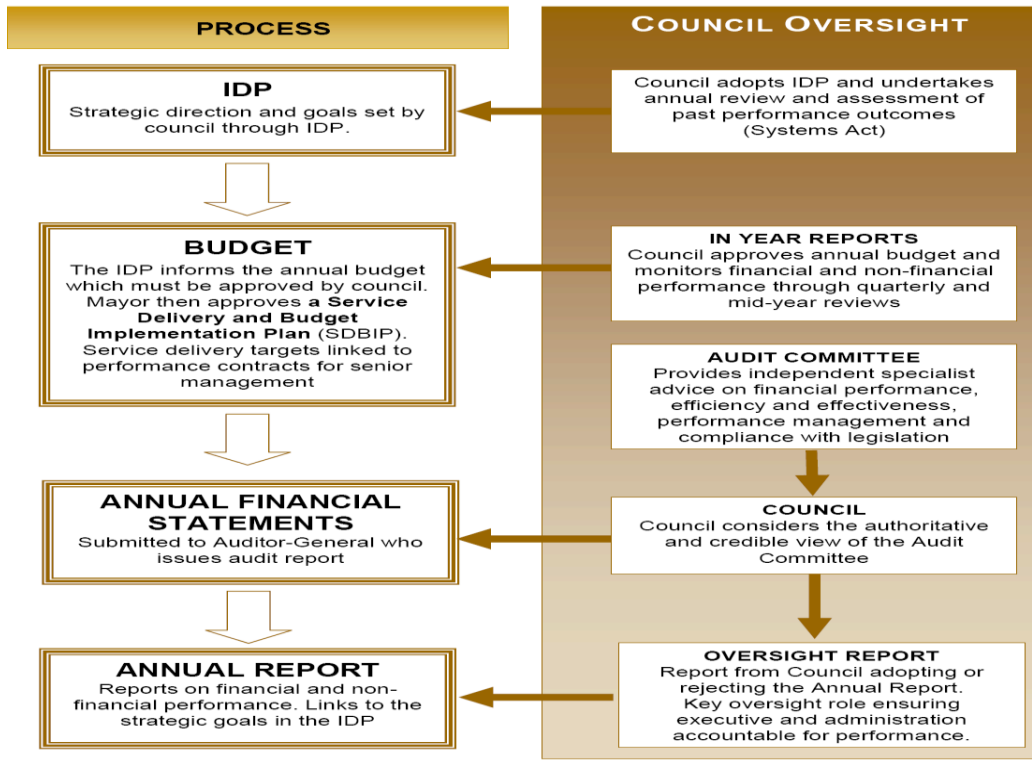 PROCESS
IDP
Strategic direction and goals set by
council through IDP.
BUDGET
The IDP informs the annual budget
which must be approved by council.
Mayor then approves a Service
Delivery and Budget
Implementation Plan (SDBIP).
Service delivery targets linked to
performance contracts for senior
management
ANNUAL FINANCIAL
STATEMENTS
Submitted to Auditor-General who
issues audit report
ANNUAL REPORT
Reports on financial and non-
financial performance. Links to the
strategic goals in the IDP
COUNCIL OVERSIGHT
Council adopts IDP and undertakes
annual review and assessment of
past performance outcomes
(Systems Act)
IN YEAR REPORTS
Council approves annual budget and
monitors financial and non-financial
performance through quarterly and
mid-year reviews
AUDIT COMMITTEE
Provides independent specialist
advice on financial performance,
efficiency and effectiveness,
performance management and
compliance with legislation
COUNCIL
Council considers the authoritative
and credible view of the Audit
Committee
OVERSIGHT REPORT
Report from Council adopting or
rejecting the Annual Report.
Key oversight role ensuring
executive and administration
accountable for performance.